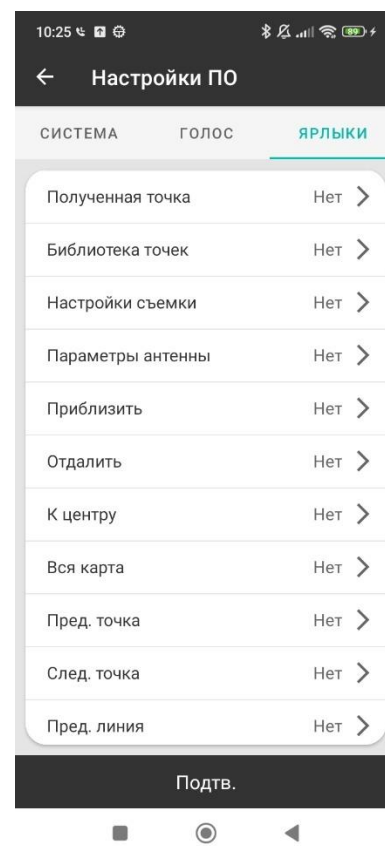 10:25 89
Настройки ПО
СИСТЕМА ГОЛОС ЯРЛЫКИ
Полученная точка Нет
Библиотека точек Нет
Настройки съемки Нет
Параметры антенны Нет
Приблизить Нет
Отдалить Нет
К центру Нет
Вся карта Нет
Пред. точка Нет
След. точка Нет
Пред. линия Нет
Подтв.